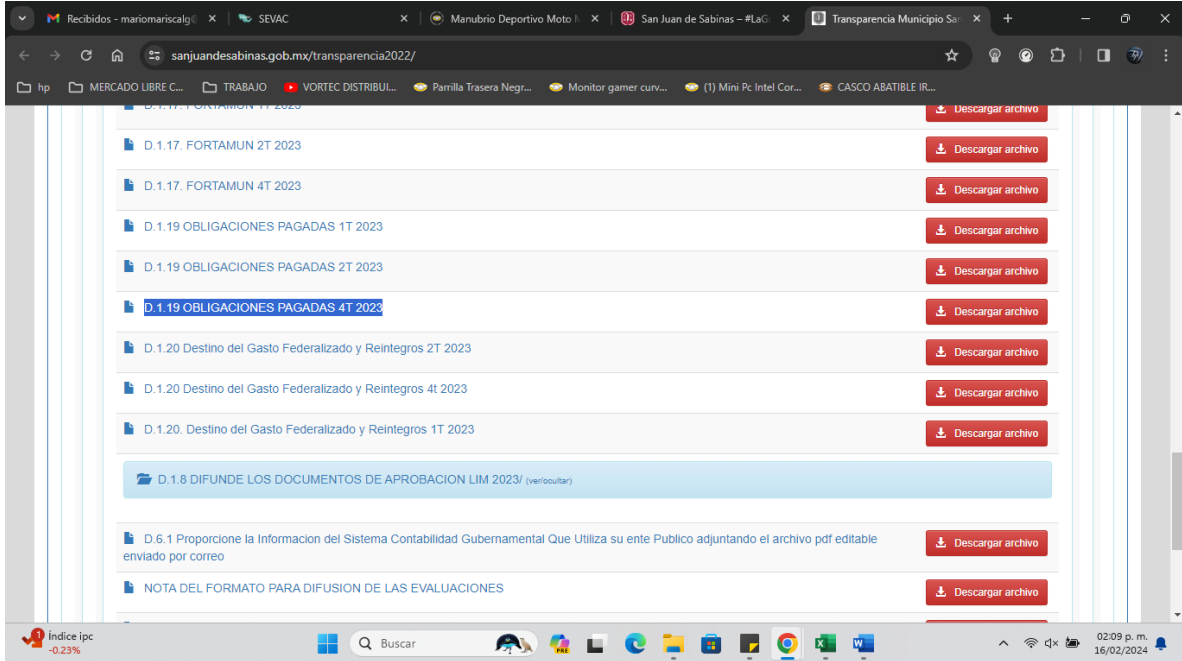 Recibidos - mariomariscalg@
SEVAC
Manubrio Deportivo Moto
San Juan de Sabinas – #LaG
Transparencia Municipio Sar
sanjuandesabinas.gob.mx/transparencia2022/
hp
MERCADO LIBRE C...
TRABAJO
VORTEC DISTRIBUI...
Parrilla Trasera Negr...
Monitor gamer curv...
(1) Mini Pc Intel Cor...
CASCO ABATIBLE IR...
D.1.17. FORTAMUN 1T 2023 Descargar archivo
D.1.17. FORTAMUN 2T 2023 Descargar archivo
D.1.17. FORTAMUN 4T 2023 Descargar archivo
D.1.19 OBLIGACIONES PAGADAS 1T 2023 Descargar archivo
D.1.19 OBLIGACIONES PAGADAS 2T 2023 Descargar archivo
D.1.19 OBLIGACIONES PAGADAS 4T 2023 Descargar archivo
D.1.20 Destino del Gasto Federalizado y Reintegros 2T 2023 Descargar archivo
D.1.20 Destino del Gasto Federalizado y Reintegros 4t 2023 Descargar archivo
D.1.20. Destino del Gasto Federalizado y Reintegros 1T 2023 Descargar archivo
D.1.8 DIFUNDE LOS DOCUMENTOS DE APROBACION LIM 2023/ (ver/ocultar)
D.6.1 Proporcione la Informacion del Sistema Contabilidad Gubernamental Que Utiliza su ente Publico adjuntando el archivo pdf editable
enviado por correo Descargar archivo
NOTA DEL FORMATO PARA DIFUSION DE LAS EVALUACIONES Descargar archivo
1
Índice ipc
-0.23%
Buscar
PRE
02:09 p. m.
16/02/2024